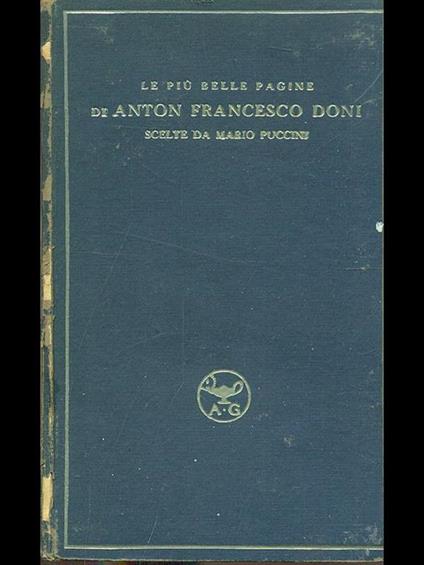 LE PIÙ BELLE PAGINE
DI ANTON FRANCESCO DONI
SCELTE DA MARIO PUCCINI
A·G